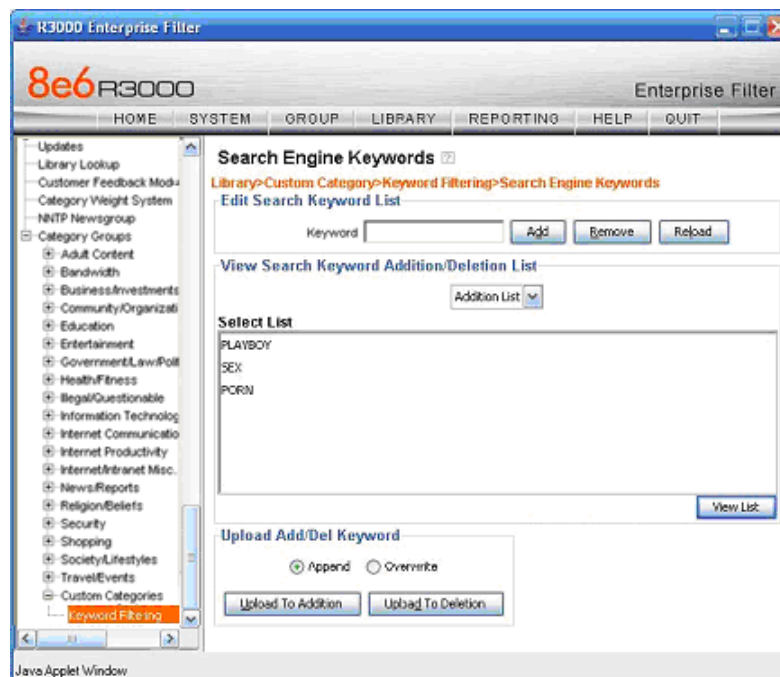 R3000 Enterprise Filter
8e6 R3000
Enterprise Filter
HOME SYSTEM GROUP LIBRARY REPORTING HELP QUIT
Updates
Library Lookup
Customer Feedback Modu
Category Weight System
NNTP Newsgroup
Category Groups
Adult Content
Bandwidth
Business/Investments
Community/Organizati
Education
Entertainment
Government/Law/Polit
Health/Fitness
Illegal/Questionable
Information Technolog
Internet Communicatio
Internet Productivity
Internet/Intranet Misc.
News/Reports
Religion/Beliefs
Security
Shopping
Society/Lifestyles
Travel/Events
Custom Categories
Keyword Filtering
Search Engine Keywords ?
Library>Custom Category>Keyword Filtering>Search Engine Keywords
Edit Search Keyword List
Keyword Add Remove Reload
View Search Keyword Addition/Deletion List
Addition List
Select List
PLAYBOY
SEX
PORN
View List
Upload Add/Del Keyword
Append Overwrite
Upload To Addition Upload To Deletion
Java Applet Window